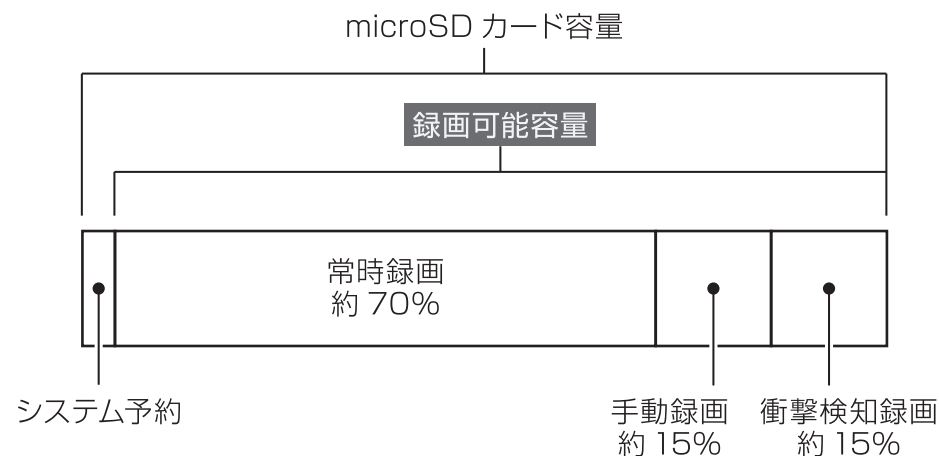 microSD カード容量
録画可能容量
常時録画
約 70%
システム予約
手動録画
約 15%
衝撃検知録画
約 15%